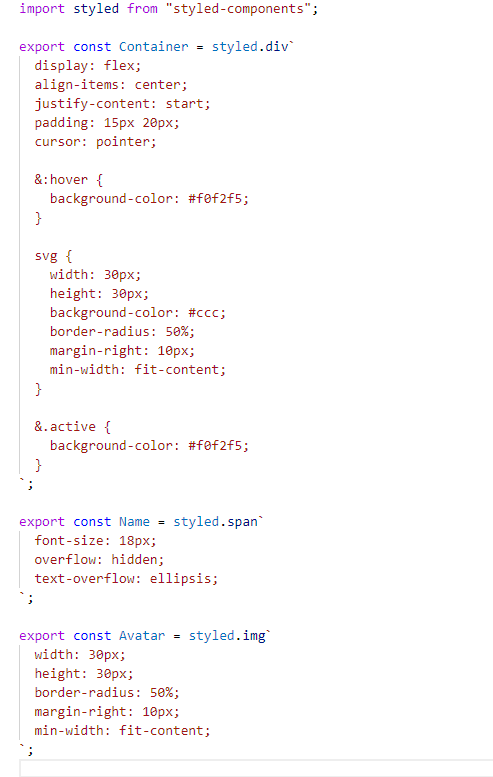 import styled from "styled-components";

export const Container = styled.div`
  display: flex;
  align-items: center;
  justify-content: start;
  padding: 15px 20px;
  cursor: pointer;

  &:hover {
    background-color: #f0f2f5;
  }

  svg {
    width: 30px;
    height: 30px;
    background-color: #ccc;
    border-radius: 50%;
    margin-right: 10px;
    min-width: fit-content;
  }

  &.active {
    background-color: #f0f2f5;
  }
`;

export const Name = styled.span`
  font-size: 18px;
  overflow: hidden;
  text-overflow: ellipsis;
`;

export const Avatar = styled.img`
  width: 30px;
  height: 30px;
  border-radius: 50%;
  margin-right: 10px;
  min-width: fit-content;
`;